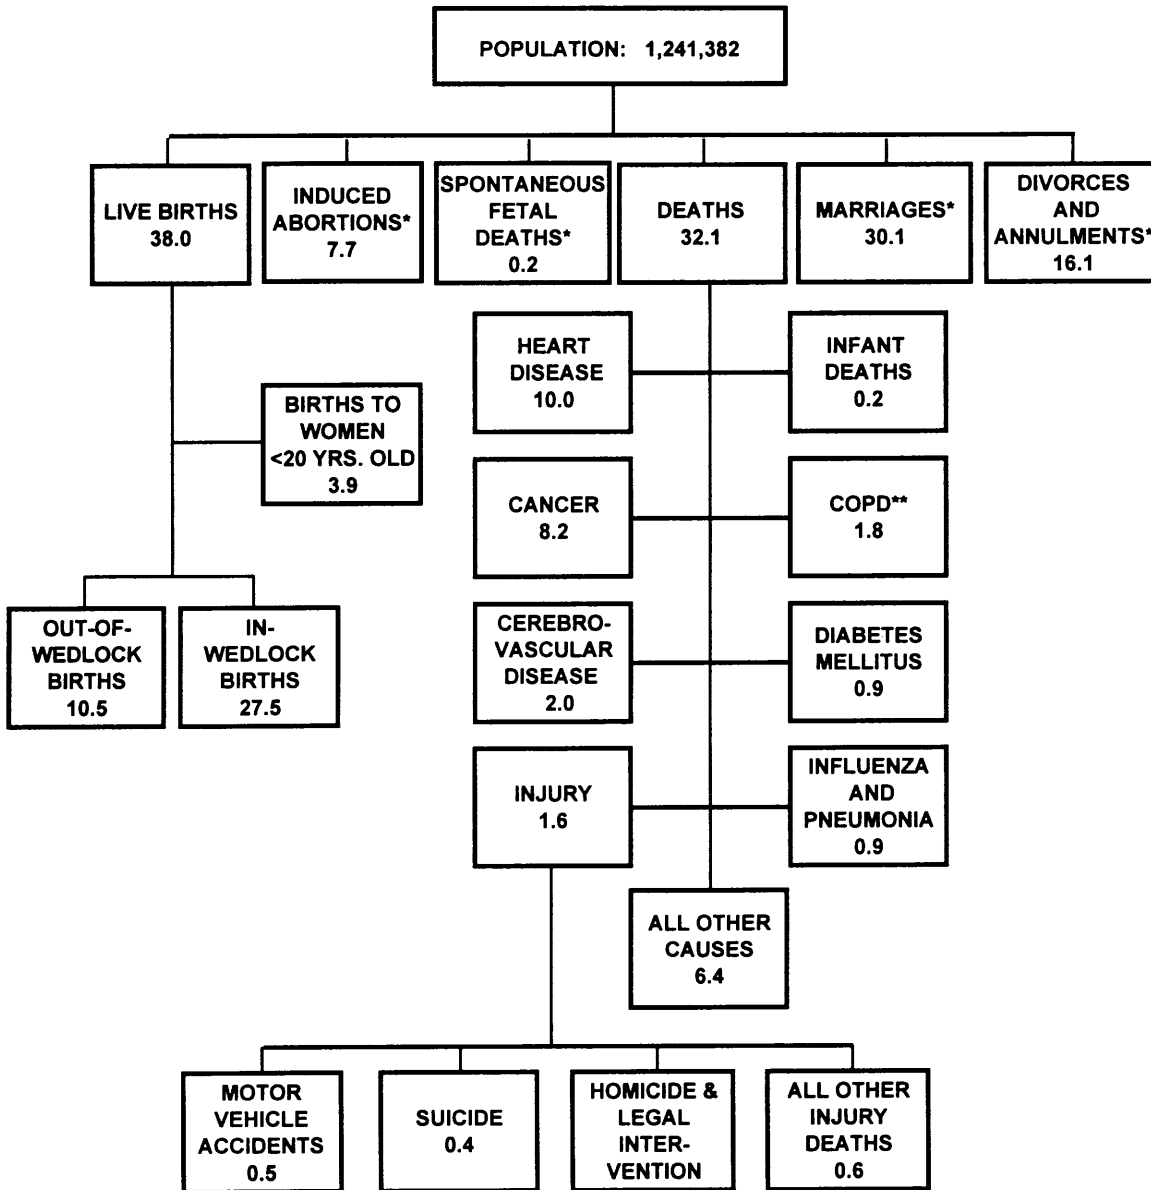 POPULATION: 1,241,382
LIVE BIRTHS
38.0
INDUCED
ABORTIONS*
7.7
SPONTANEOUS
FETAL
DEATHS*
0.2
DEATHS
32.1
MARRIAGES*
30.1
DIVORCES
AND
ANNULMENTS*
16.1
HEART
DISEASE
10.0
INFANT
DEATHS
0.2
BIRTHS TO
WOMEN
<20 YRS. OLD
3.9
CANCER
8.2
COPD**
1.8
OUT-OF-
WEDLOCK
BIRTHS
10.5
IN-
WEDLOCK
BIRTHS
27.5
CEREBRO-
VASCULAR
DISEASE
2.0
DIABETES
MELLITUS
0.9
INJURY
1.6
INFLUENZA
AND
PNEUMONIA
0.9
ALL OTHER
CAUSES
6.4
MOTOR
VEHICLE
ACCIDENTS
0.5
SUICIDE
0.4
HOMICIDE &
LEGAL
INTER-
VENTION
ALL OTHER
INJURY
DEATHS
0.6